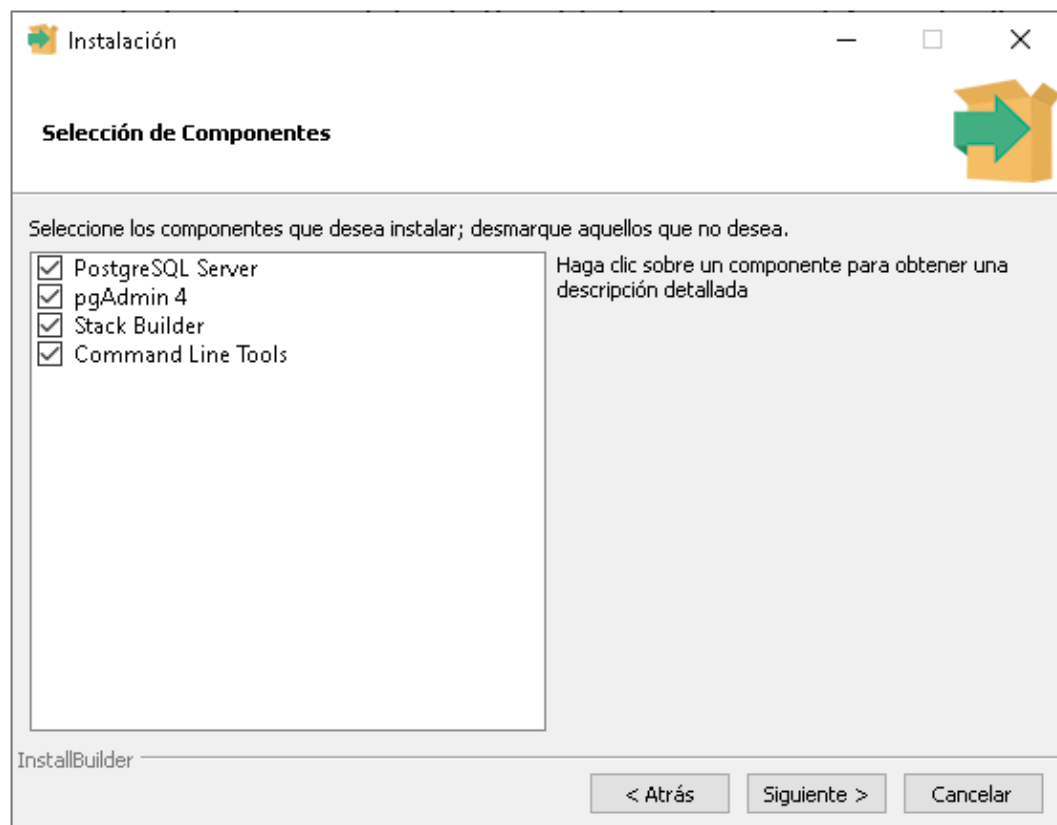 Instalación
Selección de Componentes
Seleccione los componentes que desea instalar; desmarque aquellos que no desea.
PostgreSQL Server
pgAdmin 4
Stack Builder
Command Line Tools
Haga clic sobre un componente para obtener una
descripción detallada
InstallBuilder
< Atrás
Siguiente >
Cancelar